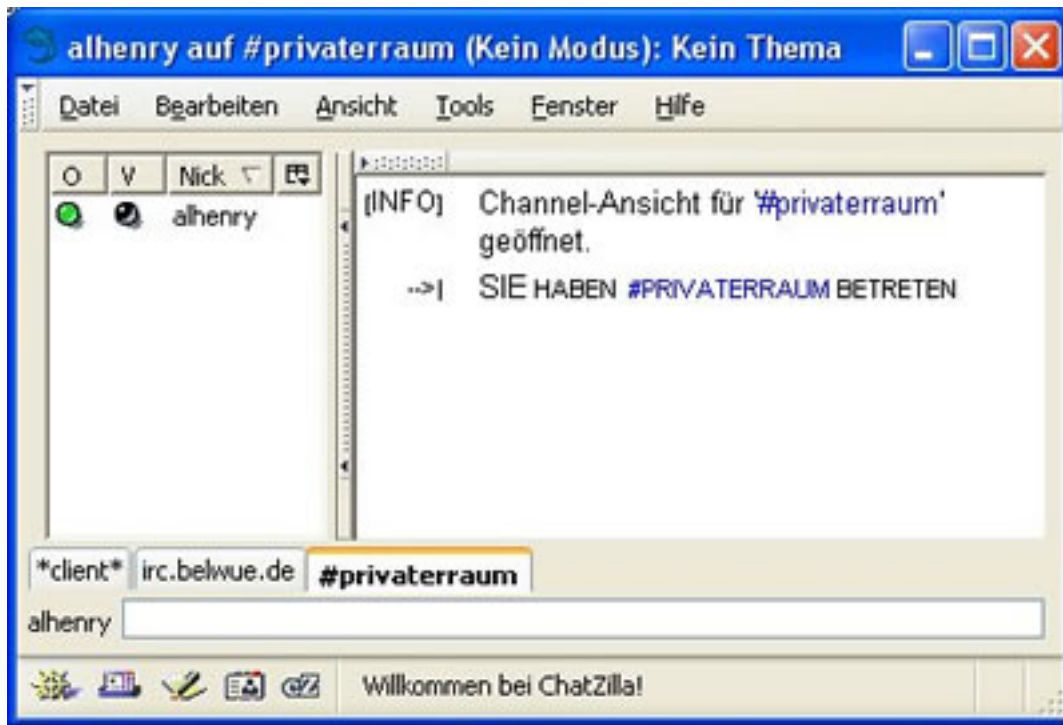 alhenry auf #privaterraum (Kein Modus): Kein Thema
Datei Bearbeiten Ansicht Tools Fenster Hilfe
O V Nick
alhenry
[INFO] Channel-Ansicht für '#privaterraum'
geöffnet.
-->| SIE HABEN #PRIVATERRAUM BETRETEN
*client* irc.belwue.de #privaterraum
alhenry
cZ Willkommen bei ChatZilla!